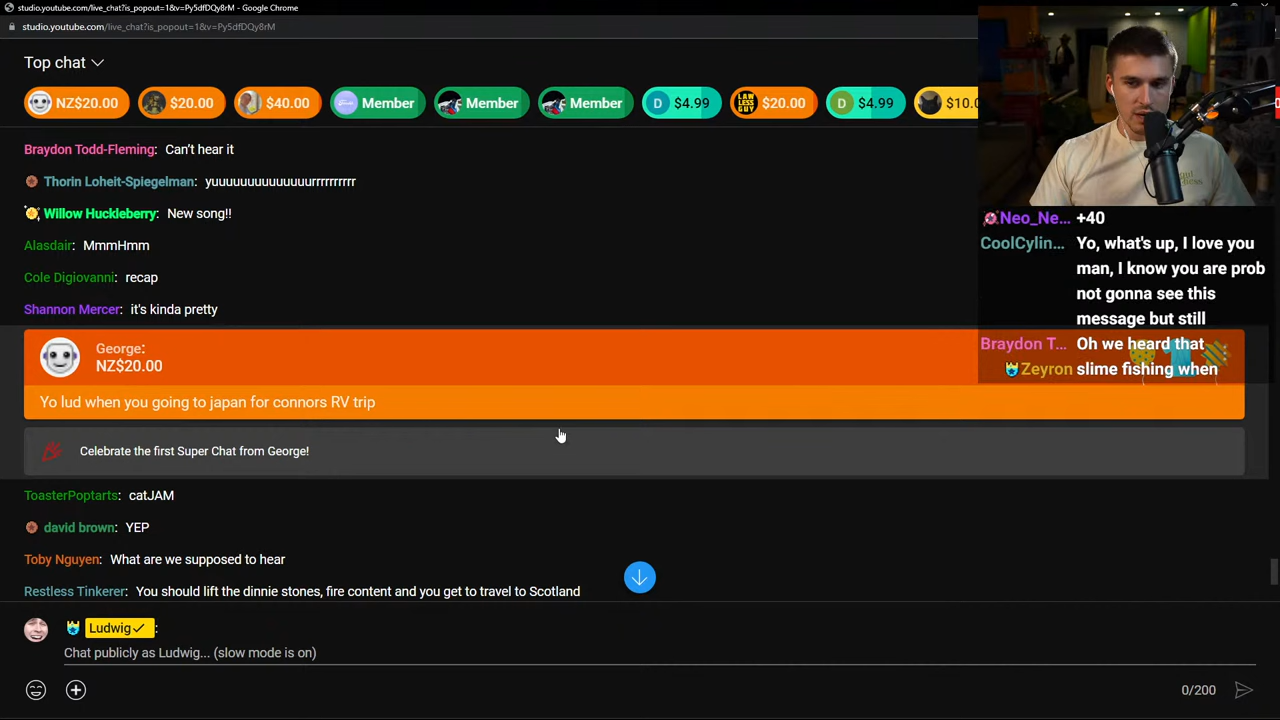 studio.youtube.com/live_chat?is_popout=1&v=Py5dfDQy8rM - Google Chrome
studio.youtube.com/live_chat?is_popout=1&v=Py5dfDQy8rM
Top chat
NZ$20.00 $20.00 $40.00 Member Member Member D $4.99 LAWLESS GUY $20.00 D $4.99 $10.0
Braydon Todd-Fleming: Can't hear it
Thorin Loheit-Spiegelman: yuuuuuuuuuuuuurrrrrrrrrr
Willow Huckleberry: New song!!
Alasdair: MmmHmm
Cole Digiovanni: recap
Shannon Mercer: it's kinda pretty
George:
NZ$20.00
Yo lud when you going to japan for connors RV trip
Celebrate the first Super Chat from George!
ToasterPoptarts: catJAM
david brown: YEP
Toby Nguyen: What are we supposed to hear
Restless Tinkerer: You should lift the dinnie stones, fire content and you get to travel to Scotland
Ludwig :
Chat publicly as Ludwig... (slow mode is on)
0/200
Neo_Ne... +40
CoolCylin... Yo, what's up, I love you
man, I know you are prob
not gonna see this
message but still
Braydon T... Oh we heard that
Zeyron slime fishing when